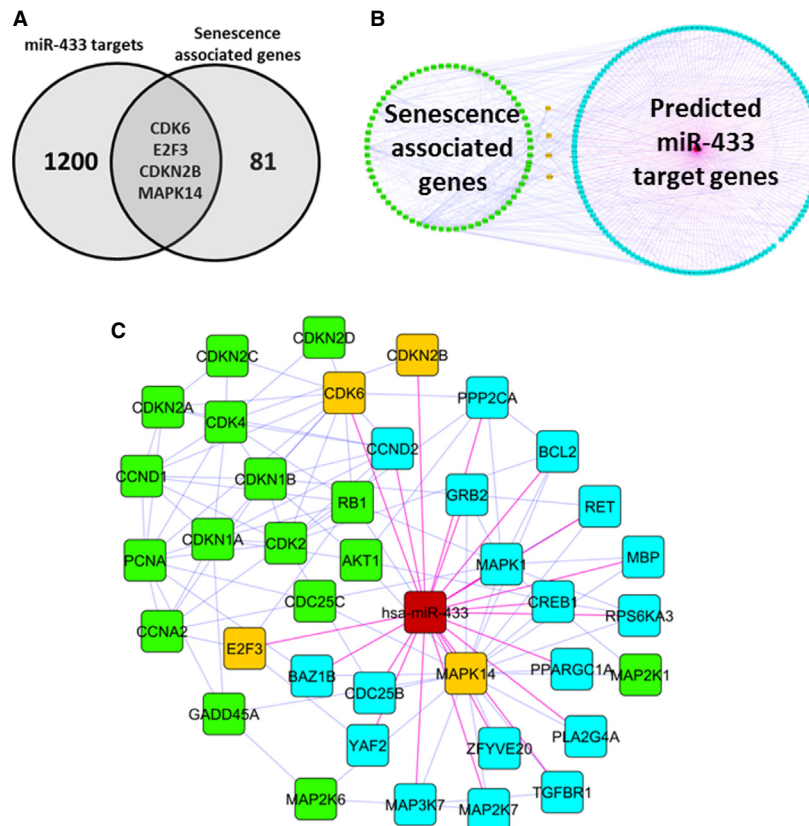 A
miR-433 targets
Senescence
associated genes
1200
CDK6
E2F3
CDKN2B
MAPK14
81
B
Senescence
associated
genes
Predicted
miR-433
target genes
C
CDKN2D
CDKN2C
CDKN2B
CDK6
PPP2CA
CDKN2A
CDK4
CCND2
BCL2
CCND1
CDKN1B
RB1
GRB2
RET
CDKN1A
CDK2
AKT1
MAPK1
MBP
PCNA
CDC25C
hsa-miR-433
CREB1
RPS6KA3
CCNA2
E2F3
BAZ1B
CDC25B
MAPK14
PPARGC1A
MAP2K1
GADD45A
YAF2
ZFYVE20
PLA2G4A
MAP2K6
MAP3K7
MAP2K7
TGFBR1